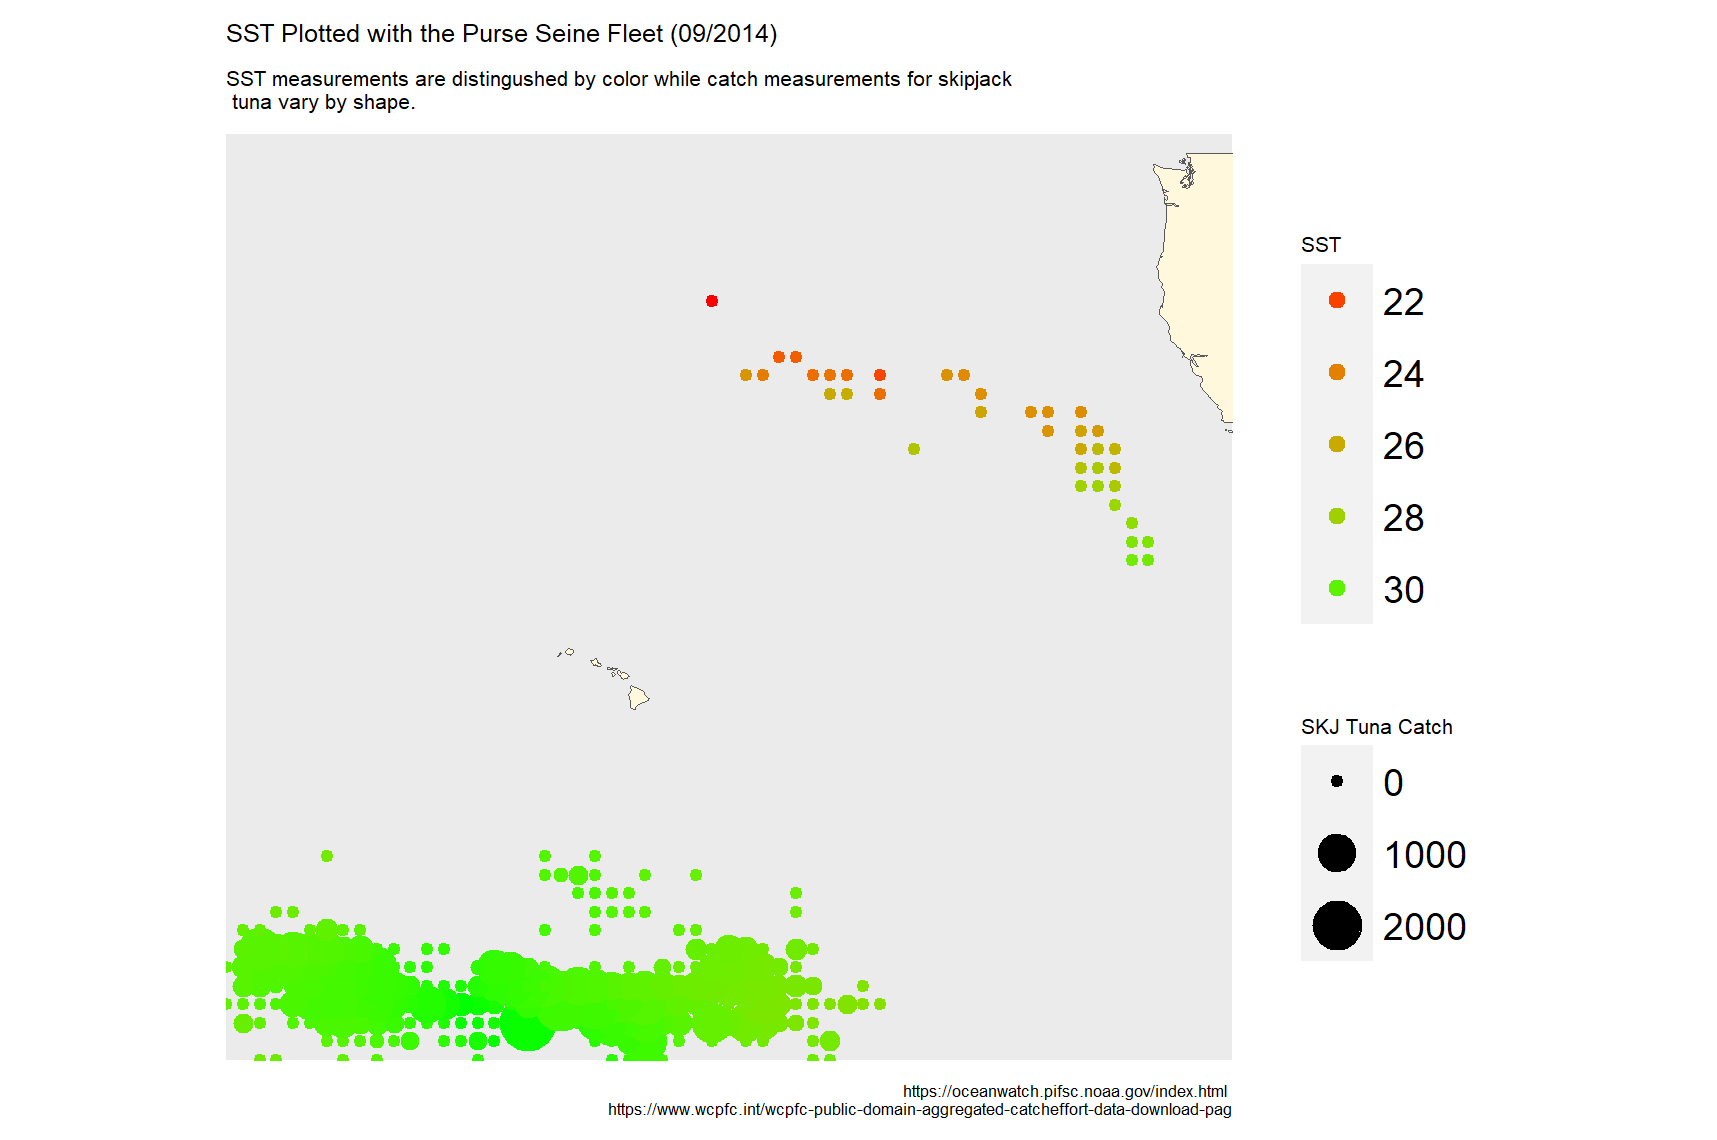 SST Plotted with the Purse Seine Fleet (09/2014)
SST measurements are distingushed by color while catch measurements for skipjack
tuna vary by shape.
SST
22
24
26
28
30
SKJ Tuna Catch
0
1000
2000
https://oceanwatch.pifsc.noaa.gov/index.html
https://www.wcpfc.int/wcpfc-public-domain-aggregated-catcheffort-data-download-pag